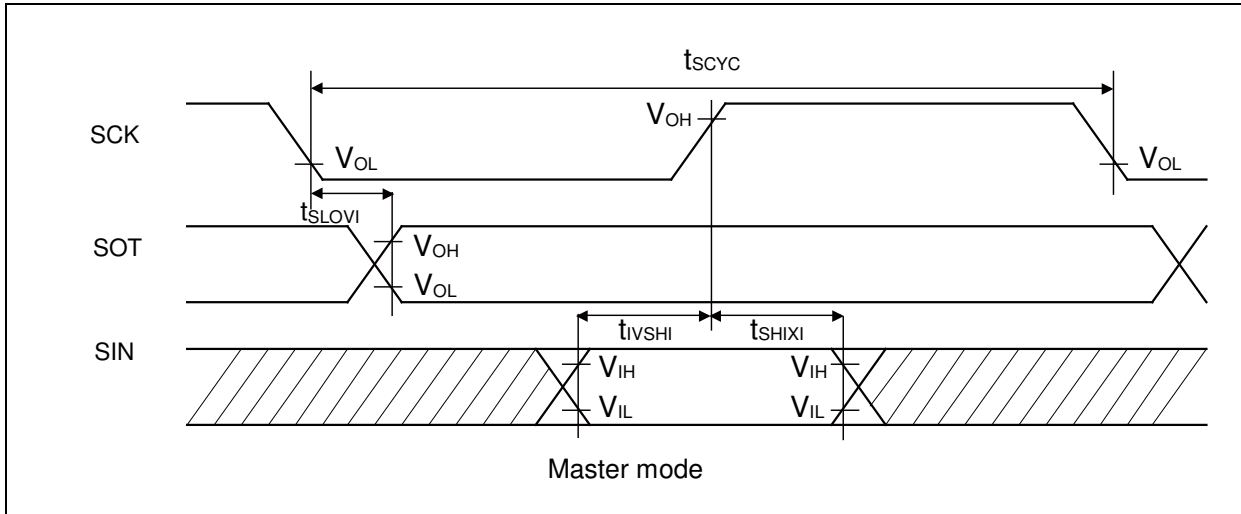 tSCYC
SCK
VOH
VOL
VOL
tSLOVI
SOT
VOH
VOL
tIVSHI
tSHIXI
SIN
VIH
VIH
VIL
VIL
Master mode